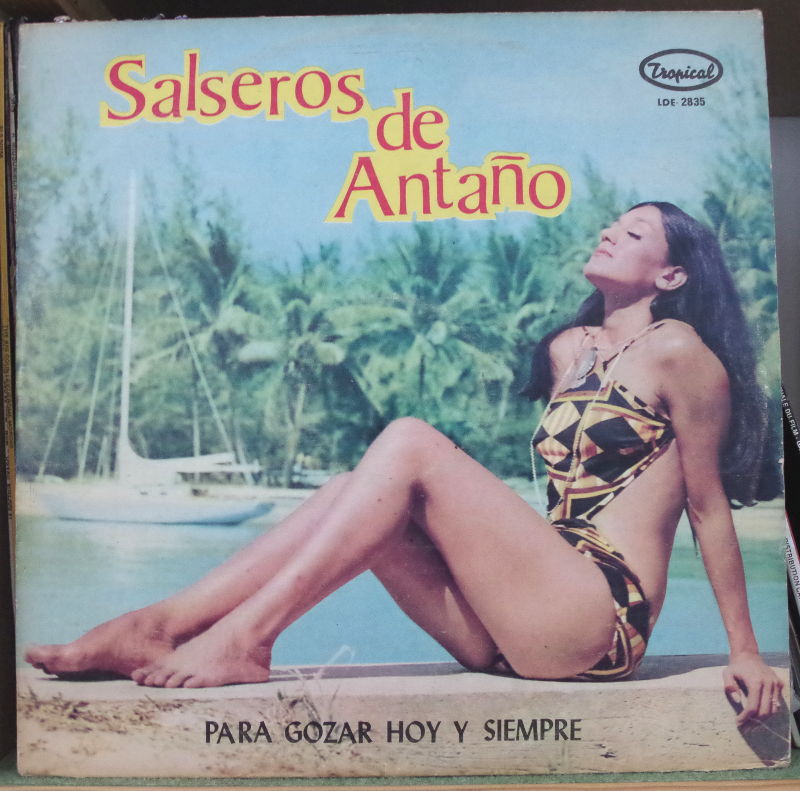 Salseros
de
Antaño
Tropical
LDE- 2835
PARA GOZAR HOY Y SIEMPRE